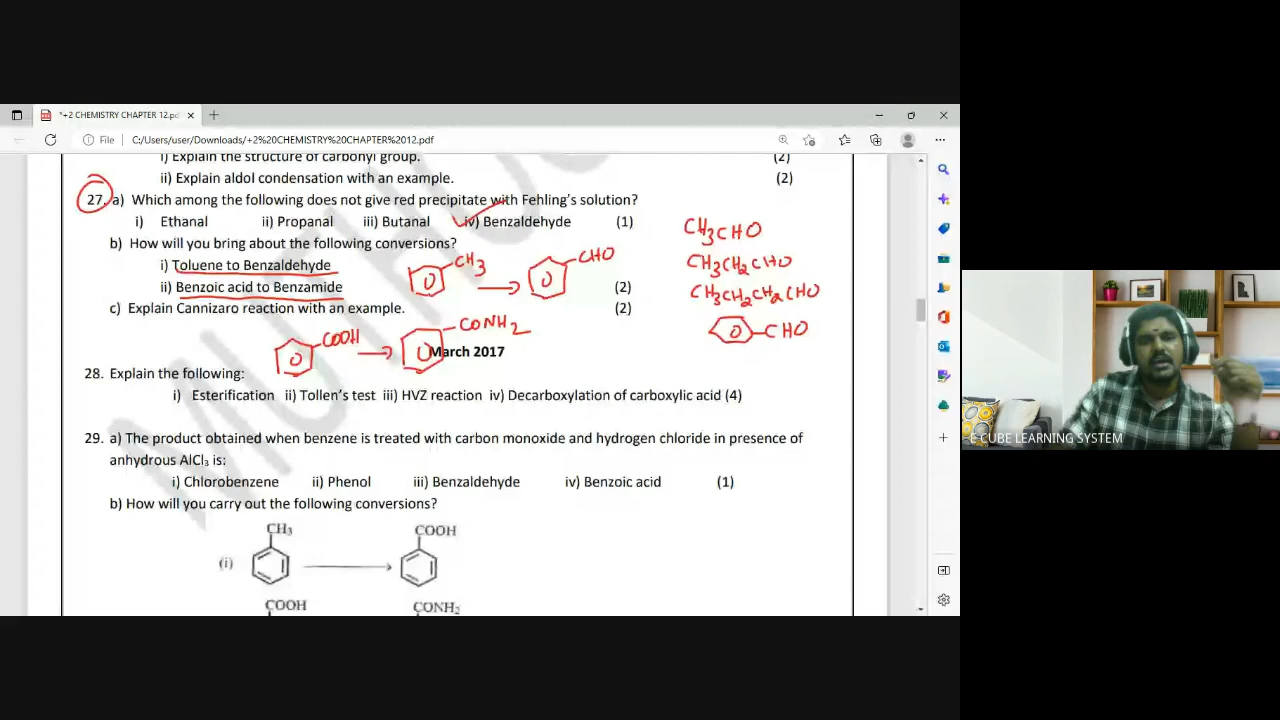 *+2 CHEMISTRY CHAPTER 12.pd
File C:/Users/user/Downloads/+2%20CHEMISTRY%20CHAPTER%2012.pdf
i) Explain the structure of carbonyl group. (2)
ii) Explain aldol condensation with an example. (2)
27. a) Which among the following does not give red precipitate with Fehling's solution?
i) Ethanal ii) Propanal iii) Butanal iv) Benzaldehyde (1)
b) How will you bring about the following conversions?
i) Toluene to Benzaldehyde
ii) Benzoic acid to Benzamide (2)
c) Explain Cannizaro reaction with an example. (2)
CH3 CHO
COOH CONH2
CH3CHO
CH3CH2CHO
CH3CH2CH2CHO
CHO
March 2017
28. Explain the following:
i) Esterification ii) Tollen's test iii) HVZ reaction iv) Decarboxylation of carboxylic acid (4)
29. a) The product obtained when benzene is treated with carbon monoxide and hydrogen chloride in presence of
anhydrous AlCl₃ is:
i) Chlorobenzene ii) Phenol iii) Benzaldehyde iv) Benzoic acid (1)
b) How will you carry out the following conversions?
CH₃ COOH
(i)
COOH CONH₂
E CUBE LEARNING SYSTEM